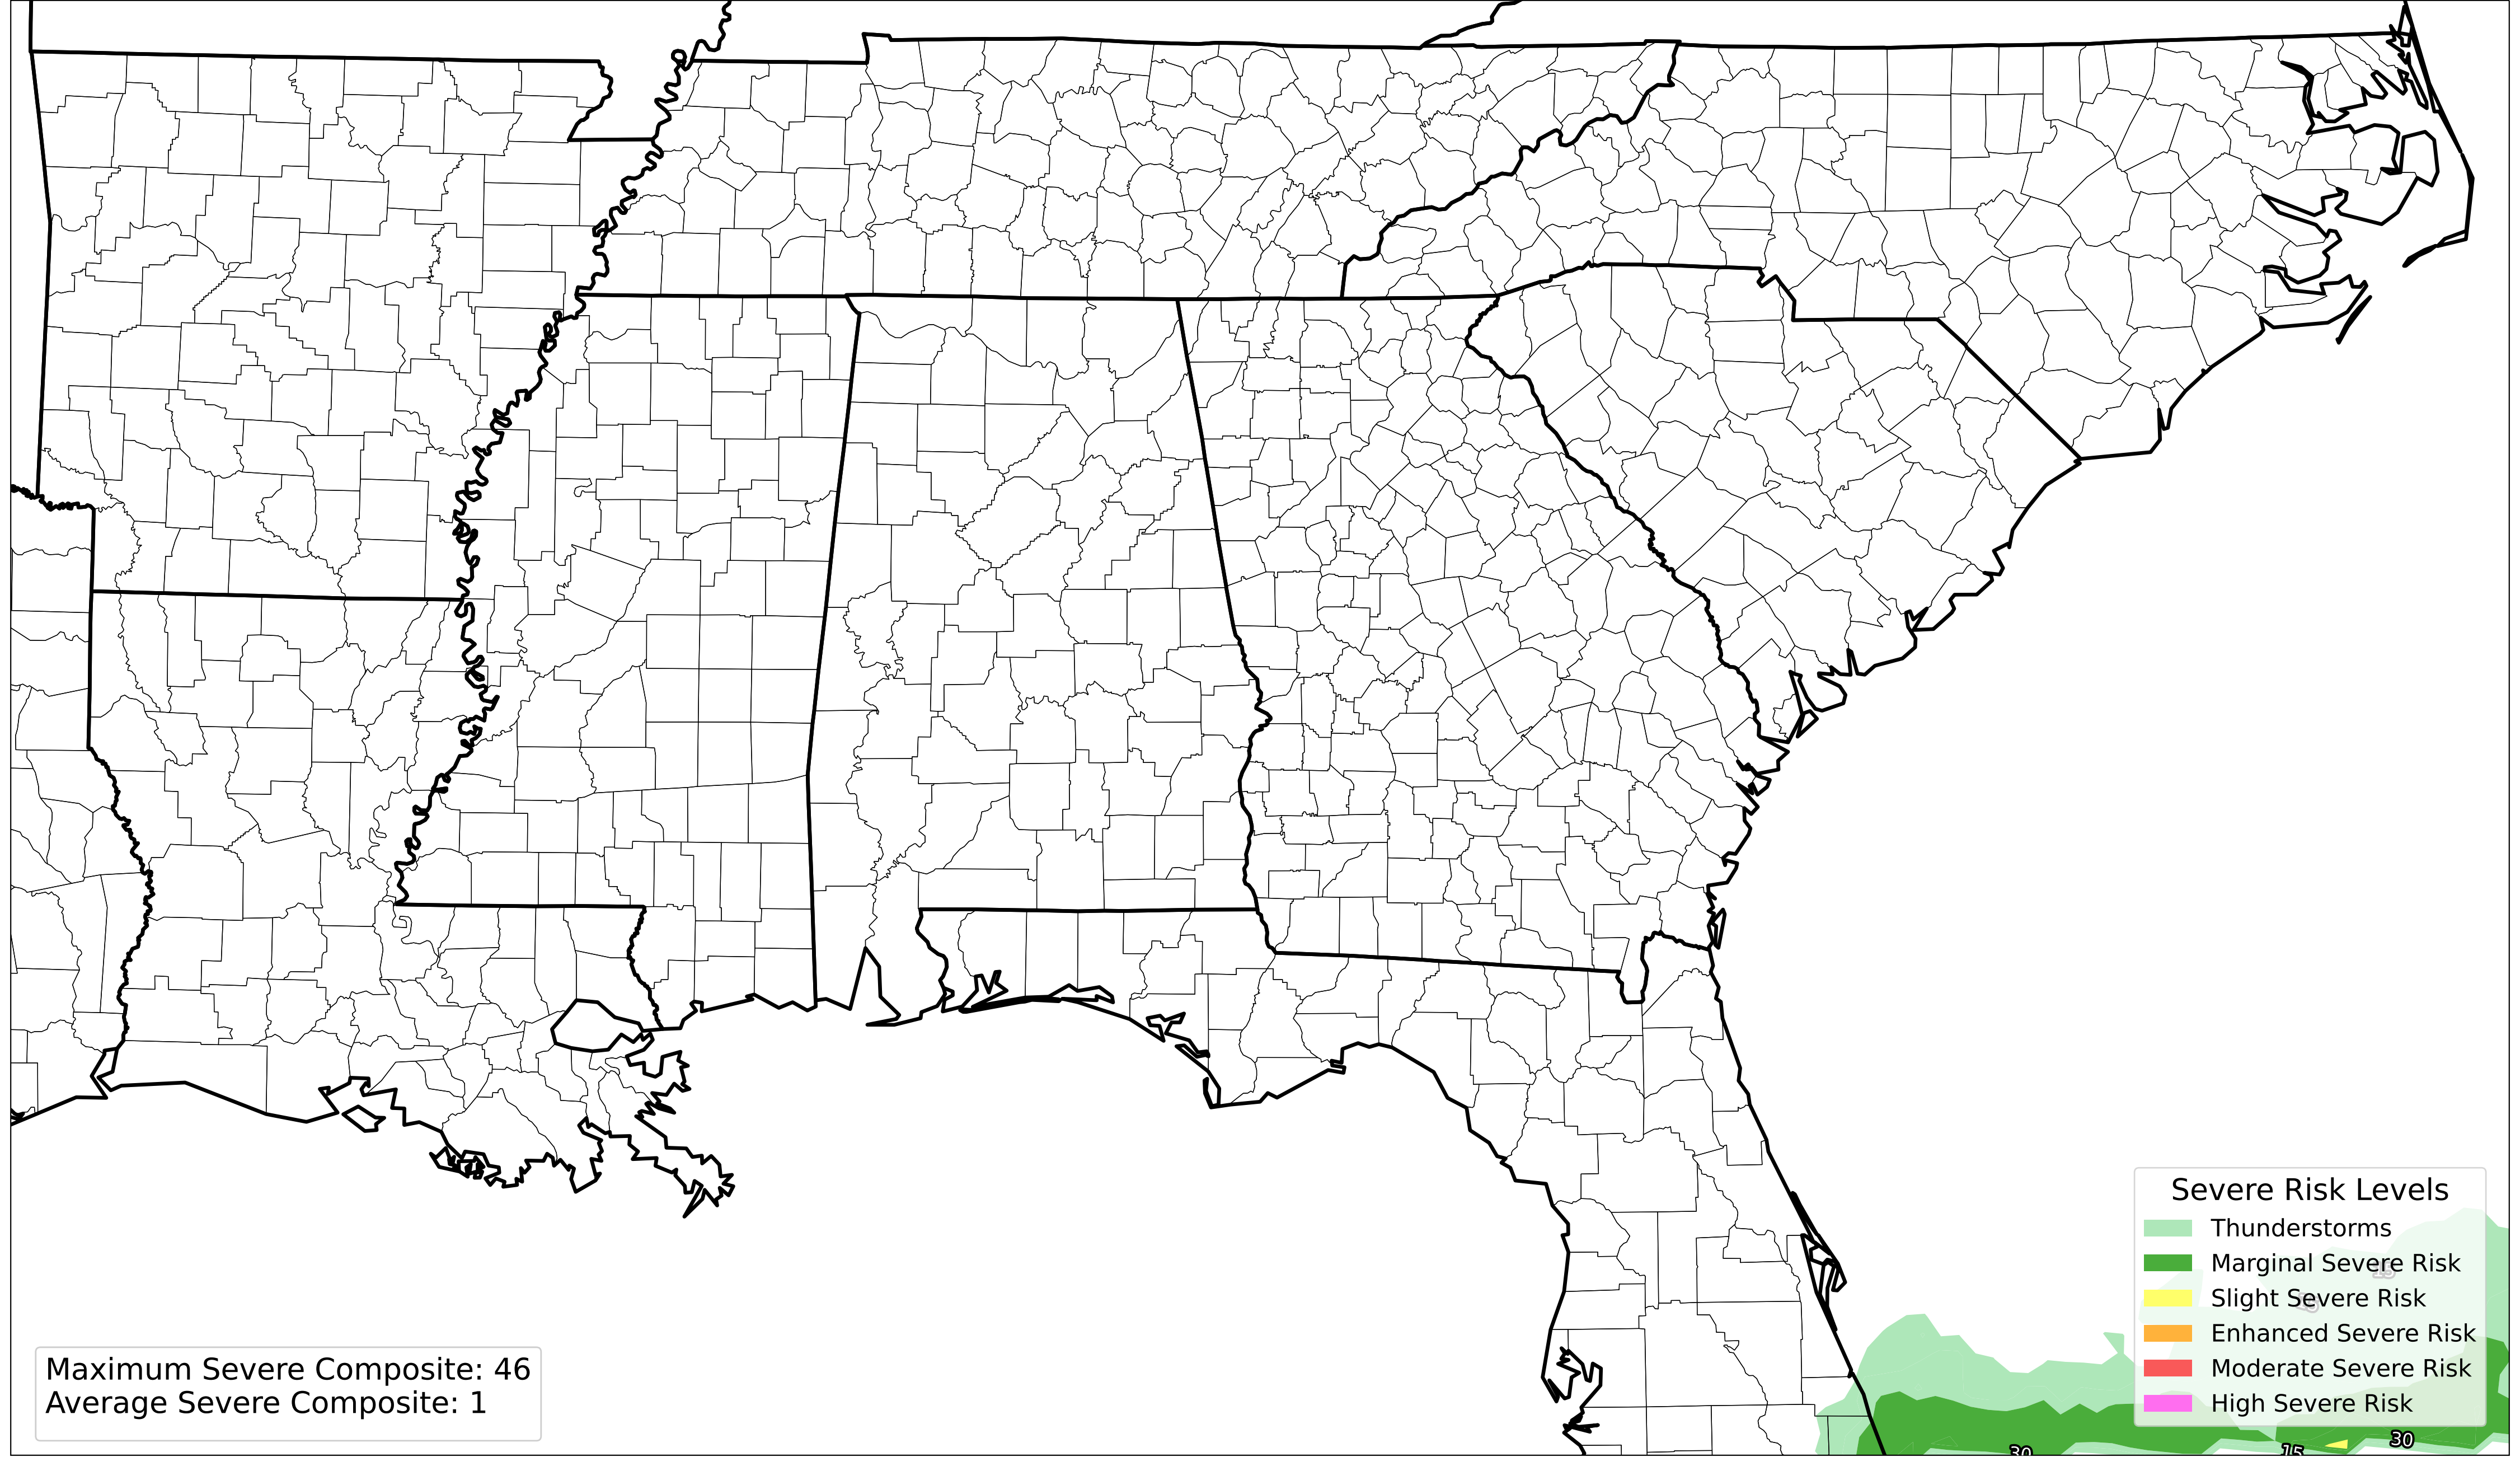 Severe Risk Levels
Thunderstorms
Marginal Severe Risk
Slight Severe Risk
Enhanced Severe Risk
Moderate Severe Risk
High Severe Risk
Maximum Severe Composite: 46
Average Severe Composite: 1
30
15
30